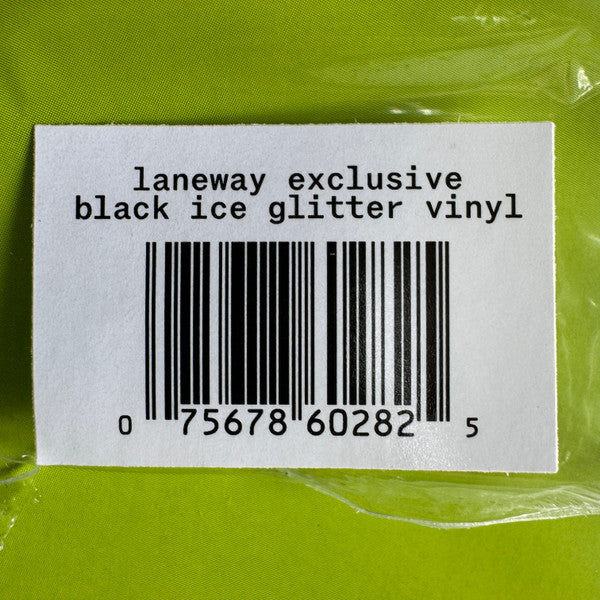 laneway exclusive
black ice glitter vinyl
0 75678 60282 5